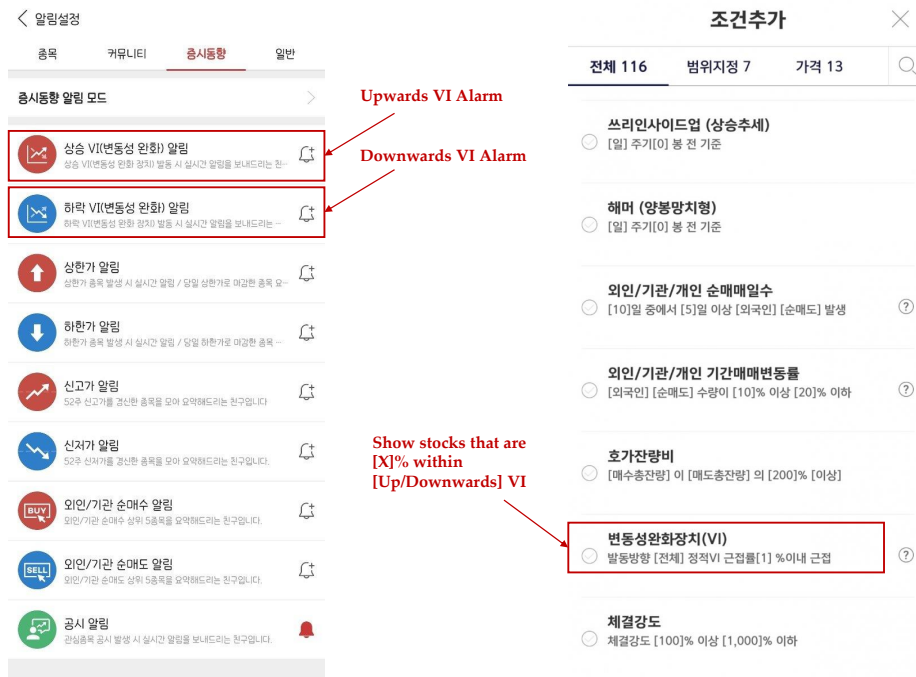 알림설정
종목 커뮤니티 증시동향 일반
증시동향 알림 모드
상승 VI(변동성 완화) 알림
상승 VI(변동성 완화 장치) 발동 시 실시간 알림을 보내드리는 친…
하락 VI(변동성 완화) 알림
하락 VI(변동성 완화 장치) 발동 시 실시간 알림을 보내드리는 …
상한가 알림
상한가 종목 발생 시 실시간 알림 / 당일 상한가로 마감한 종목 요…
하한가 알림
하한가 종목 발생 시 실시간 알림 / 당일 하한가로 마감한 종목 …
신고가 알림
52주 신고가를 경신한 종목을 모아 요약해드리는 친구입니다
신저가 알림
52주 신저가를 경신한 종목을 모아 요약해드리는 친구입니다.
BUY
외인/기관 순매수 알림
외인/기관 순매수 상위 5종목을 요약해드리는 친구입니다.
SELL
외인/기관 순매도 알림
외인/기관 순매도 상위 5종목을 요약해드리는 친구입니다.
공시 알림
관심종목 공시 발생 시 실시간 알림을 보내드리는 친구입니다.
Upwards VI Alarm
Downwards VI Alarm
Show stocks that are
[X]% within
[Up/Downwards] VI
조건추가
전체 116 범위지정 7 가격 13
쓰리인사이드업 (상승추세)
[일] 주기[0] 봉 전 기준
해머 (양봉망치형)
[일] 주기[0] 봉 전 기준
외인/기관/개인 순매매일수
[10]일 중에서 [5]일 이상 [외국인] [순매도] 발생
외인/기관/개인 기간매매변동률
[외국인] [순매도] 수량이 [10]% 이상 [20]% 이하
호가잔량비
[매수총잔량] 이 [매도총잔량] 의 [200]% [이상]
변동성완화장치(VI)
발동방향 [전체] 정적VI 근접률[1] %이내 근접
체결강도
체결강도 [100]% 이상 [1,000]% 이하